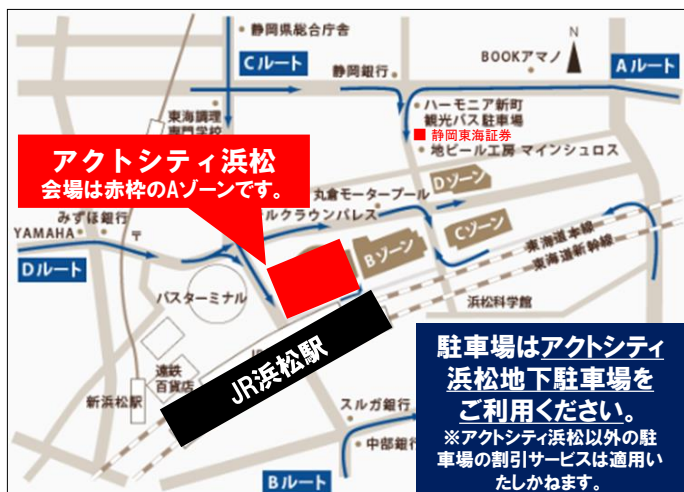 静岡県総合庁舎
N
Cルート
静岡銀行
BOOKアマノ
Aルート
東海調理
専門学校
ハーモニア新町
観光バス駐車場
静岡東海証券
地ビール工房 マインシュロス
アクトシティ浜松
会場は赤枠のAゾーンです。
Dゾーン
丸倉モータープール
ルクラウンパレス
みずほ銀行
YAMAHA
〒
Cゾーン
Bゾーン
東海道本線
東海道新幹線
Dルート
バスターミナル
浜松科学館
JR浜松駅
遠鉄
百貨店
新浜松駅
スルガ銀行
中部銀行
Bルート
駐車場はアクトシティ
浜松地下駐車場を
ご利用ください。
※アクトシティ浜松以外の駐
車場の割引サービスは適用い
たしかねます。